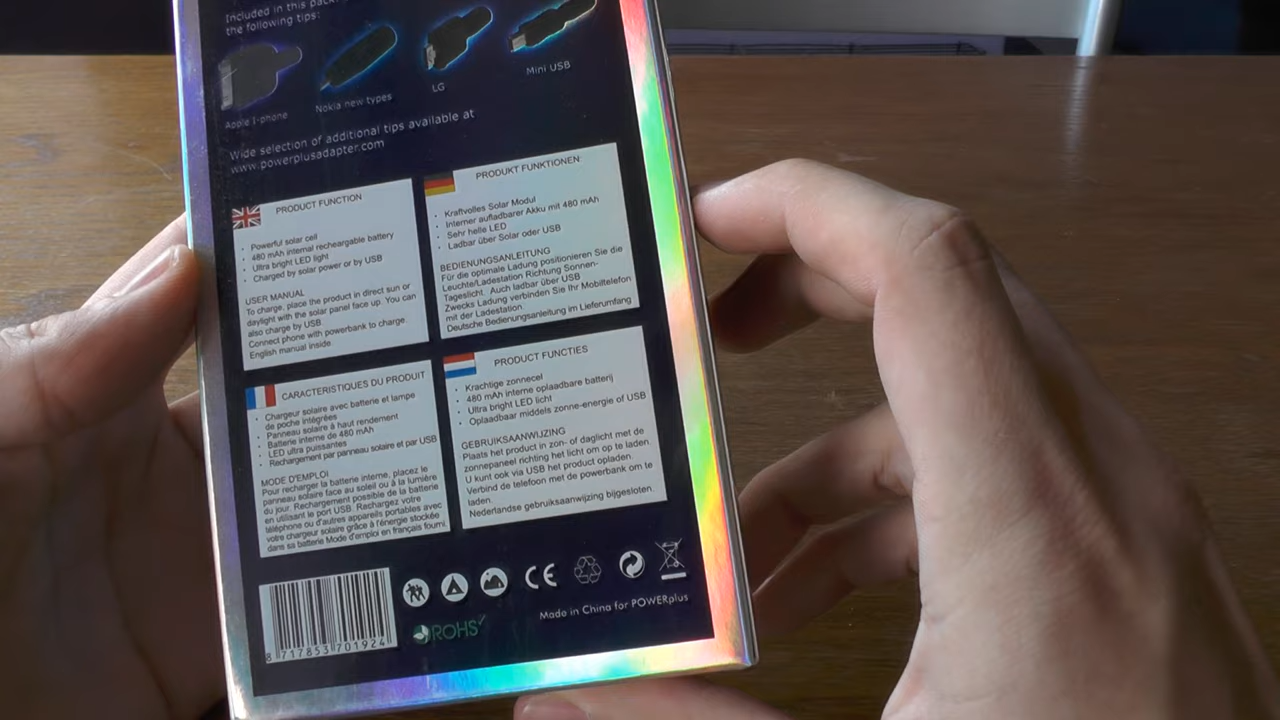 Included in this pack
the following tips:
Apple I-phone
Nokia new types
LG
Mini USB
Wide selection of additional tips available at
www.powerplusadapter.com
PRODUCT FUNCTION
• Powerful solar cell
• 480 mAh internal rechareable battery
• Ultra bright LED light
• Charged by solar power or by USB
USER MANUAL
To charge, place the product in direct sun or
daylight with the solar panel face up. You can
also charge by USB
Connect phone with powerbank to charge.
English manual inside
PRODUKT FUNKTIONEN
• Kraftvolles Solar Modul
• Interner aufladbarer Akku mit 480 mAh
• Sehr helle LED
• Ladbar über Solar oder USB
BEDIENUNGSANLEITUNG
Für die optimale Ladung positionieren Sie die
Leuchte/Ladestation Richtung Sonnen-
Tageslicht. Auch ladbar über USB
Zwecks Ladung verbinden Sie Ihr Mobiltelefon
mit der Ladestation.
Deutsche Bedienungsanleitung im Lieferumfang
CARACTERISTIQUES DU PRODUIT
• Chargeur solaire avec batterie et lampe
de poche intégrées
• Panneau solaire à haut rendement
• Batterie interne de 480 mAh
• LED ultra puissantes
• Rechargement par panneau solaire et par USB
MODE D'EMPLOI
Pour recharger la batterie interne, placez le
panneau solaire face au soleil ou à la lumière
du jour. Rechargement possible de la batterie
en utilisant le port USB. Rechargez votre
téléphone ou d'autres appareils portables avec
votre chargeur solaire grâce à l'énergie stockée
dans sa batterie Mode d'emploi en français fourni.
PRODUCT FUNCTIES
• Krachtige zonnecel
• 480 mAh interne oplaadbare batterij
• Ultra bright LED licht
• Oplaadbaar middels zonne-energie of USB
GEBRUIKSAANWIJZING
Plaats het product in zon- of daglicht met de
zonnepaneel richting het licht om op te laden.
U kunt ook via USB het product opladen.
Verbind de telefoon met de powerbank om te
laden.
Nederlandse gebruiksaanwijzing bijgesloten.
8 717853 701924
CE
ROHS
Made in China for POWERplus